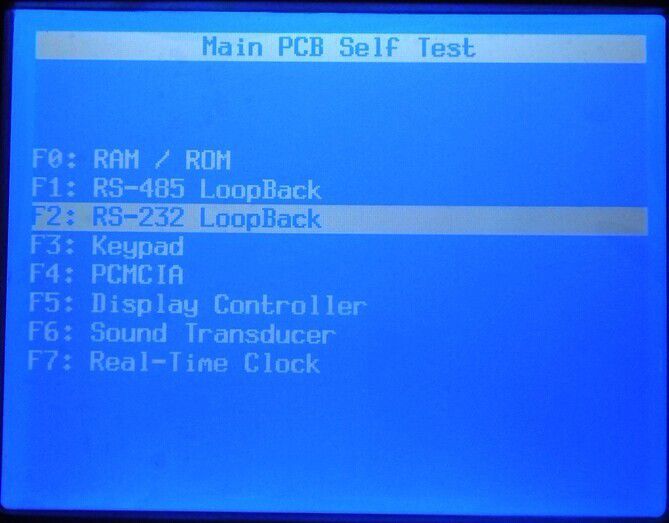 Main PCB Self Test
F0: RAM / ROM
F1: RS-485 LoopBack
F2: RS-232 LoopBack
F3: Keypad
F4: PCMCIA
F5: Display Controller
F6: Sound Transducer
F7: Real-Time Clock